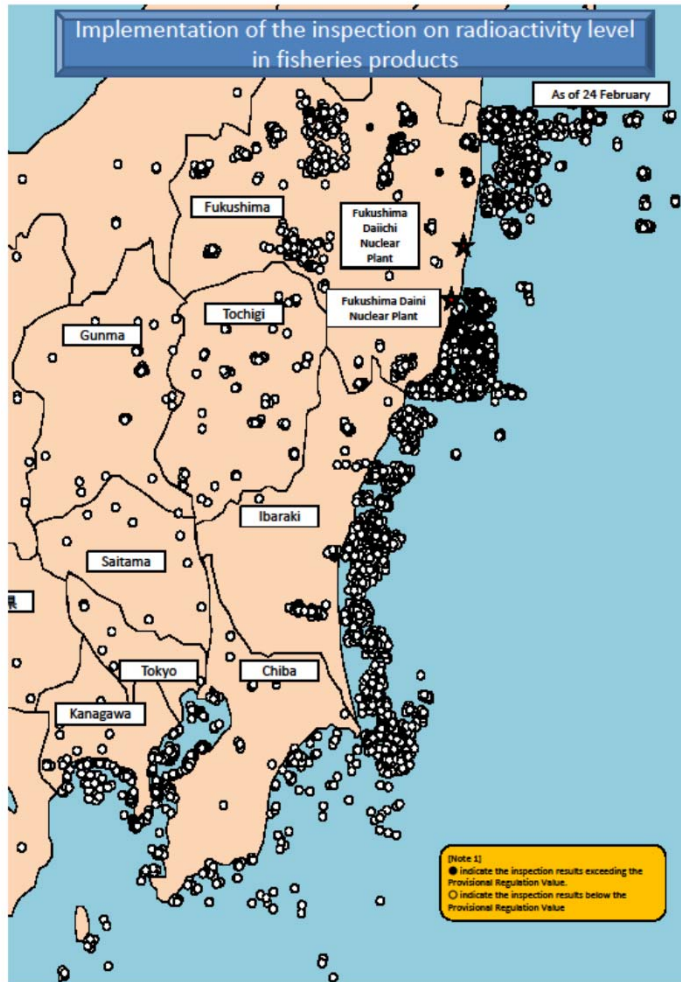 Implementation of the inspection on radioactivity level
in fisheries products
As of 24 February
Fukushima
Fukushima
Daiichi
Nuclear
Plant
Fukushima Daini
Nuclear Plant
Gunma
Tochigi
Ibaraki
Saitama
県
Tokyo
Chiba
Kanagawa
[Note 1]
● indicate the inspection results exceeding the
Provisional Regulation Value.
○ indicate the inspection results below the
Provisional Regulation Value